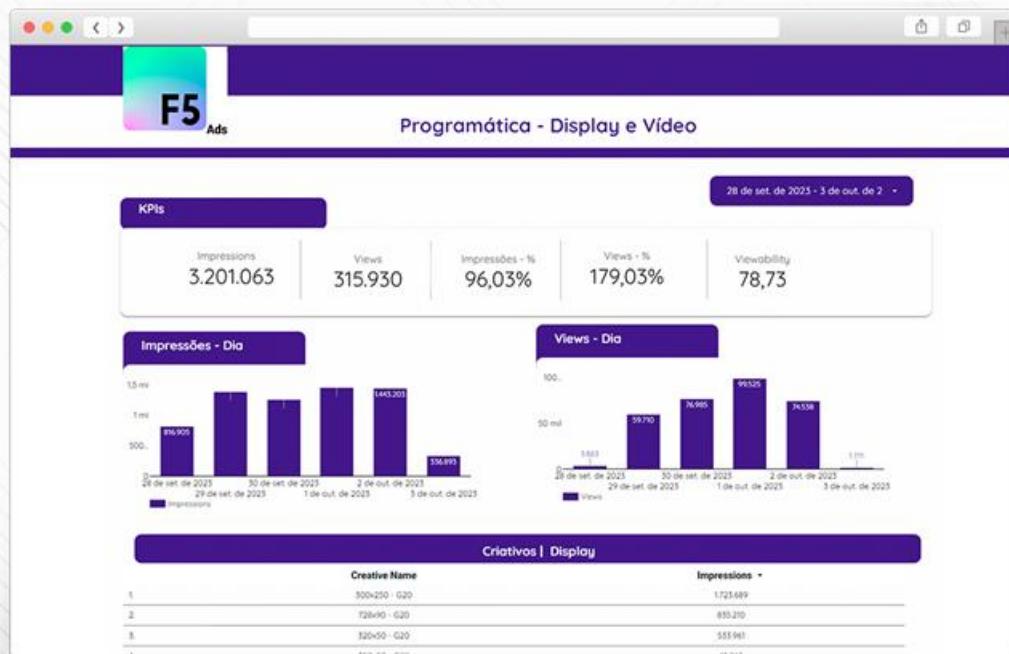 F5
Ads
Programática - Display e Vídeo
28 de set. de 2023 - 3 de out. de 2
KPIs
Impressions
3.201.063
Views
315.930
Impressões - %
96,03%
Views - %
179,03%
Viewability
78,73
Impressões - Dia
1,5 mi
1 mi
500..
0
816.905
1.443.203
336.893
28 de set. de 2023
29 de set. de 2023
30 de set. de 2023
1 de out. de 2023
2 de out. de 2023
3 de out. de 2023
Impressions
Views - Dia
100..
50 mil
0
59.710
76.985
99.525
74.538
28 de set. de 2023
29 de set. de 2023
30 de set. de 2023
1 de out. de 2023
2 de out. de 2023
3 de out. de 2023
Views
Criativos | Display
Creative Name Impressions
1. 300x250 - G20 1.723.689
2. 728x90 - G20 835.210
3. 320x50 - G20 533.961